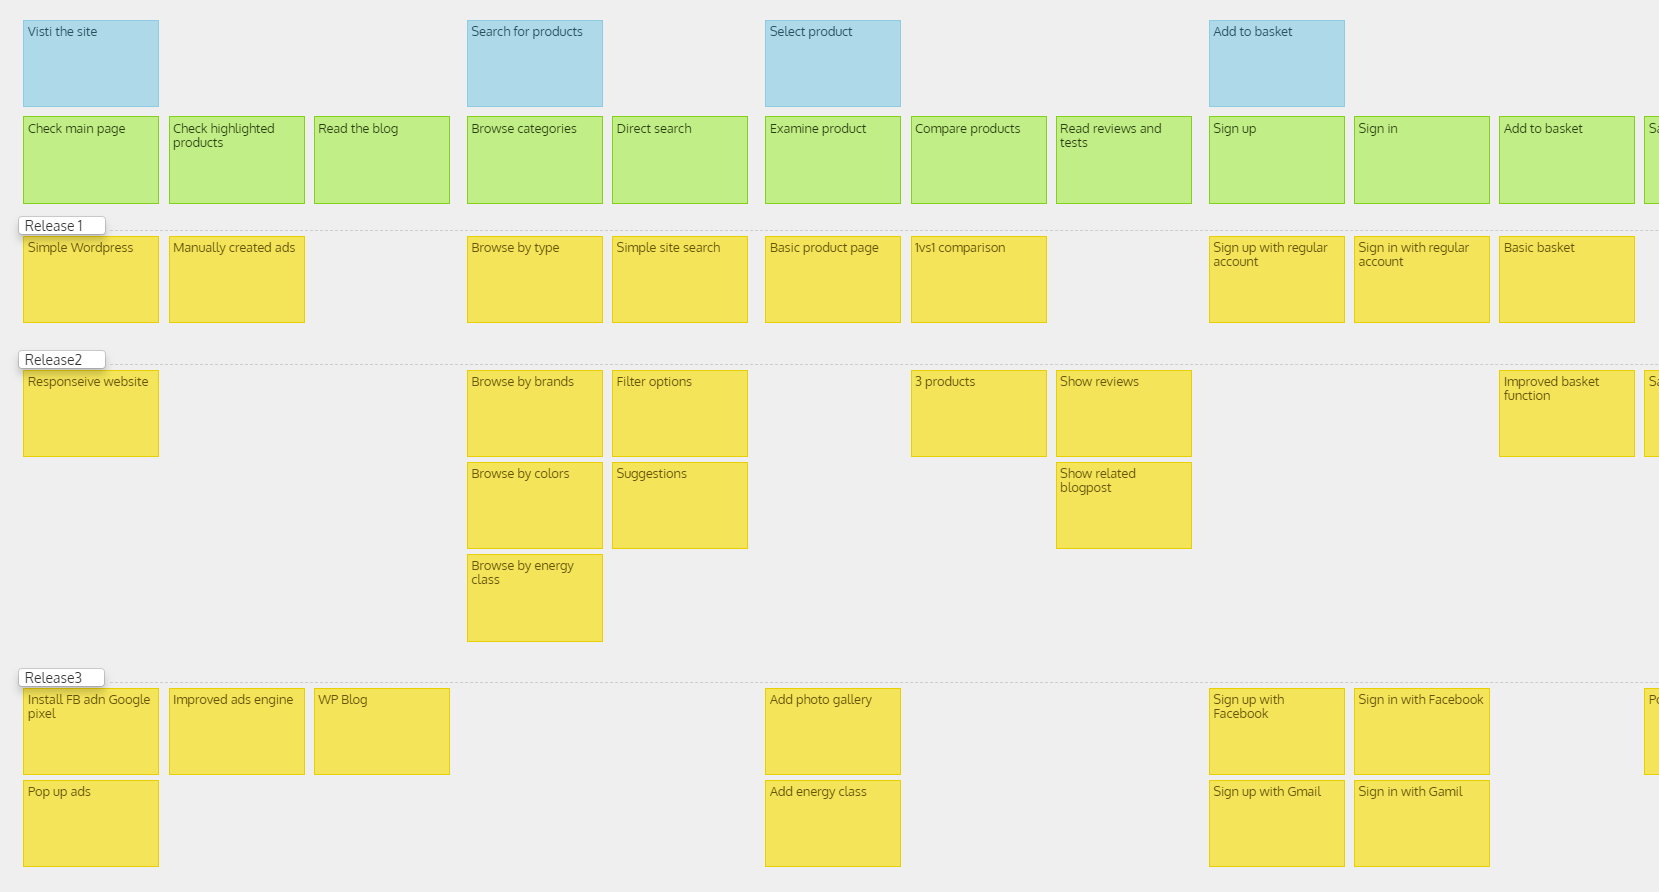 Visti the site
Search for products
Select product
Add to basket
Check main page
Check highlighted
products
Read the blog
Browse categories
Direct search
Examine product
Compare products
Read reviews and
tests
Sign up
Sign in
Add to basket
Release 1
Simple Wordpress
Manually created ads
Browse by type
Simple site search
Basic product page
1vs1 comparison
Sign up with regular
account
Sign in with regular
account
Basic basket
Release2
Responseive website
Browse by brands
Filter options
3 products
Show reviews
Improved basket
function
Browse by colors
Suggestions
Show related
blogpost
Browse by energy
class
Release3
Install FB adn Google
pixel
Improved ads engine
WP Blog
Add photo gallery
Sign up with
Facebook
Sign in with Facebook
Pop up ads
Add energy class
Sign up with Gmail
Sign in with Gamil